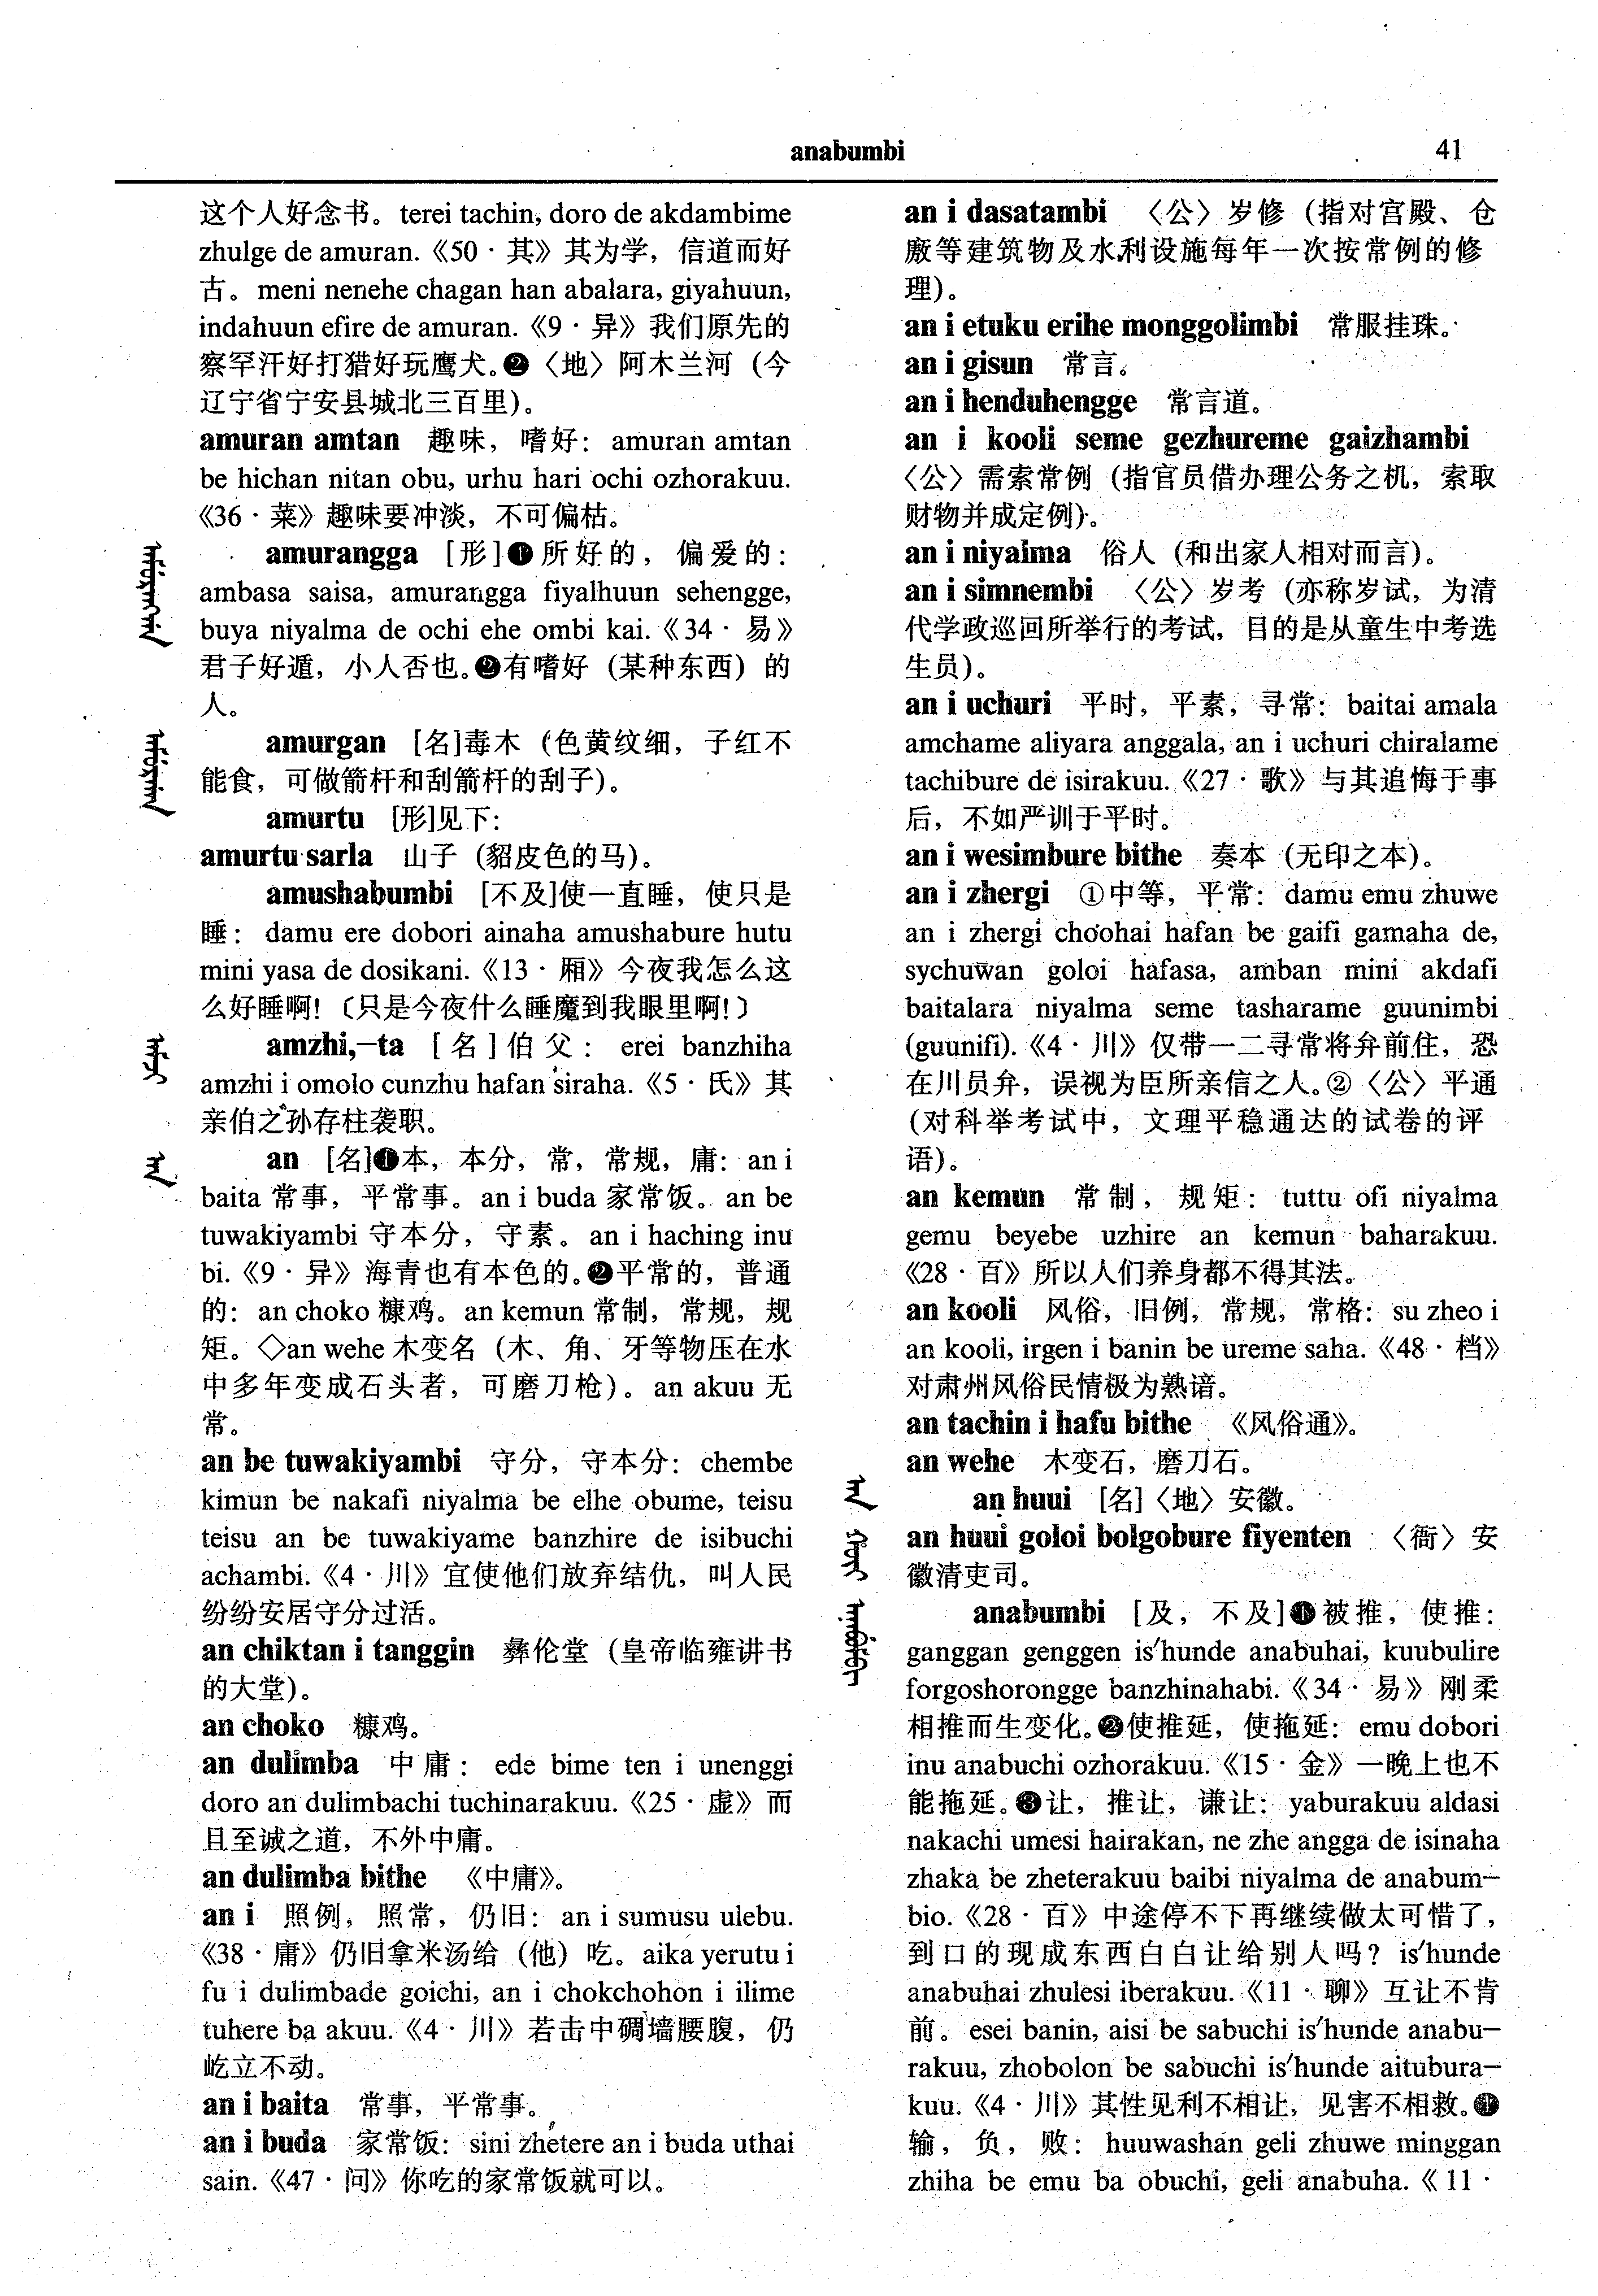 anabumbi
41
这个人好念书。terei tachin, doro de akdambime
zhulge de amuran.《50·其》其为学，信道而好
古。meni nenehe chagan han abalara, giyahuun,
indahuun efire de amuran.《9·异》我们原先的
察罕汗好打猎好玩鹰犬。❷〈地〉阿木兰河（今
辽宁省宁安县城北三百里）。
amuran amtan 趣味，嗜好：amuran amtan
be hichan nitan obu, urhu hari ochi ozhorakuu.
《36·菜》趣味要冲淡，不可偏枯。
amurangga [形]❶所好的，偏爱的：
ambasa saisa, amurangga fiyalhuun sehengge,
buya niyalma de ochi ehe ombi kai.《34·易》
君子好遁，小人否也。❷有嗜好（某种东西）的
人。
amurgan [名]毒木（色黄纹细，子红不
能食，可做箭杆和刮箭杆的刮子）。
amurtu [形]见下：
amurtu sarla 山子（貂皮色的马）。
amushabumbi [不及]使一直睡，使只是
睡：damu ere dobori ainaha amushabure hutu
mini yasa de dosikani.《13·厢》今夜我怎么这
么好睡啊！〔只是今夜什么睡魔到我眼里啊！〕
amzhi,—ta [名]伯父：erei banzhiha
amzhi i omolo cunzhu hafan siraha.《5·氏》其
亲伯之孙存柱袭职。
an [名]❶本，本分，常，常规，庸：an i
baita 常事，平常事。an i buda 家常饭。an be
tuwakiyambi 守本分，守素。an i haching inu
bi.《9·异》海青也有本色的。❷平常的，普通
的：an choko 糠鸡。an kemun 常制，常规，规
矩。◇an wehe 木变名（木、角、牙等物压在水
中多年变成石头者，可磨刀枪）。an akuu 无
常。
an be tuwakiyambi 守分，守本分：chembe
kimun be nakafi niyalma be elhe obume, teisu
teisu an be tuwakiyame banzhire de isibuchi
achambi.《4·川》宜使他们放弃结仇，叫人民
纷纷安居守分过活。
an chiktan i tanggin 彝伦堂（皇帝临雍讲书
的大堂）。
an choko 糠鸡。
an dulimba 中庸：ede bime ten i unenggi
doro an dulimbachi tuchinarakuu.《25·虚》而
且至诚之道，不外中庸。
an dulimba bithe 《中庸》。
an i 照例，照常，仍旧：an i sumusu ulebu.
《38·庸》仍旧拿米汤给（他）吃。aika yerutu i
fu i dulimbade goichi, an i chokchohon i ilime
tuhere ba akuu.《4·川》若击中碉墙腰腹，仍
屹立不动。
an i baita 常事，平常事。
an i buda 家常饭：sini zhetere an i buda uthai
sain.《47·问》你吃的家常饭就可以。
an i dasatambi 〈公〉岁修（指对宫殿、仓
廒等建筑物及水利设施每年一次按常例的修
理）。
an i etuku erihe monggolimbi 常服挂珠。
an i gisun 常言。
an i henduhengge 常言道。
an i kooli seme gezhureme gaizhambi
〈公〉需索常例（指官员借办理公务之机，索取
财物并成定例）。
an i niyalma 俗人（和出家人相对而言）。
an i simnembi 〈公〉岁考（亦称岁试，为清
代学政巡回所举行的考试，目的是从童生中考选
生员）。
an i uchuri 平时，平素，寻常：baitai amala
amchame aliyara anggala, an i uchuri chiralame
tachibure de isirakuu.《27·歌》与其追悔于事
后，不如严训于平时。
an i wesimbure bithe 奏本（无印之本）。
an i zhergi ①中等，平常：damu emu zhuwe
an i zhergi choohai hafan be gaifi gamaha de,
sychuwan goloi hafasa, amban mini akdafi
baitalara niyalma seme tasharame guunimbi
(guunifi).《4·川》仅带一二寻常将弁前住，恐
在川员弁，误视为臣所亲信之人。②〈公〉平通
（对科举考试中，文理平稳通达的试卷的评
语）。
an kemun 常制，规矩：tuttu ofi niyalma
gemu beyebe uzhire an kemun baharakuu.
《28·百》所以人们养身都不得其法。
an kooli 风俗，旧例，常规，常格：su zheo i
an kooli, irgen i banin be ureme saha.《48·档》
对肃州风俗民情极为熟谙。
an tachin i hafu bithe 《风俗通》。
an wehe 木变石，磨刀石。
an huui [名]〈地〉安徽。
an huui goloi bolgobure fiyenten 〈衙〉安
徽清吏司。
anabumbi [及，不及]❶被推，使推：
ganggan genggen is′hunde anabuhai, kuubulire
forgoshorongge banzhinahabi.《34·易》刚柔
相推而生变化。❷使推延，使拖延：emu dobori
inu anabuchi ozhorakuu.《15·金》一晚上也不
能拖延。❸让，推让，谦让：yaburakuu aldasi
nakachi umesi hairakan, ne zhe angga de isinaha
zhaka be zheterakuu baibi niyalma de anabum—
bio.《28·百》中途停不下再继续做太可惜了，
到口的现成东西白白让给别人吗？is′hunde
anabuhai zhulesi iberakuu.《11·聊》互让不肯
前。esei banin, aisi be sabuchi is′hunde anabu—
rakuu, zhobolon be sabuchi is′hunde aitubura—
kuu.《4·川》其性见利不相让，见害不相救。❹
输，负，败：huuwashan geli zhuwe minggan
zhiha be emu ba obuchi, geli anabuha.《11·